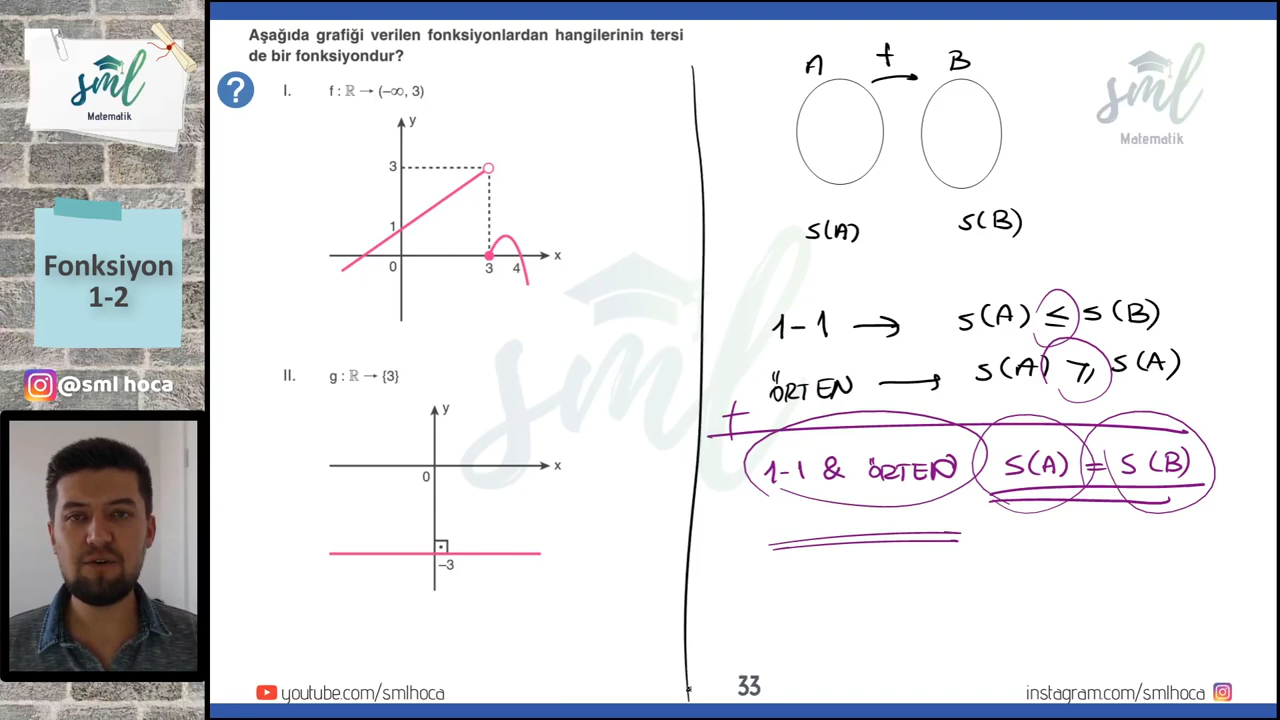 sml
Matematik
Fonksiyon
1-2
@sml hoca
Aşağıda grafiği verilen fonksiyonlardan hangilerinin tersi
de bir fonksiyondur?
?
I. f : ℝ → (–∞, 3)
y
3
1
0
3
4
x
II. g : ℝ → {3}
y
x
0
–3
A f B
S(A) S(B)
1-1 → S(A) ≤ S(B)
ÖRTEN → S(A) ≥ S(A)
+
1-1 & ÖRTEN S(A) = S(B)
sml
Matematik
sml
youtube.com/smlhoca
33
instagram.com/smlhoca